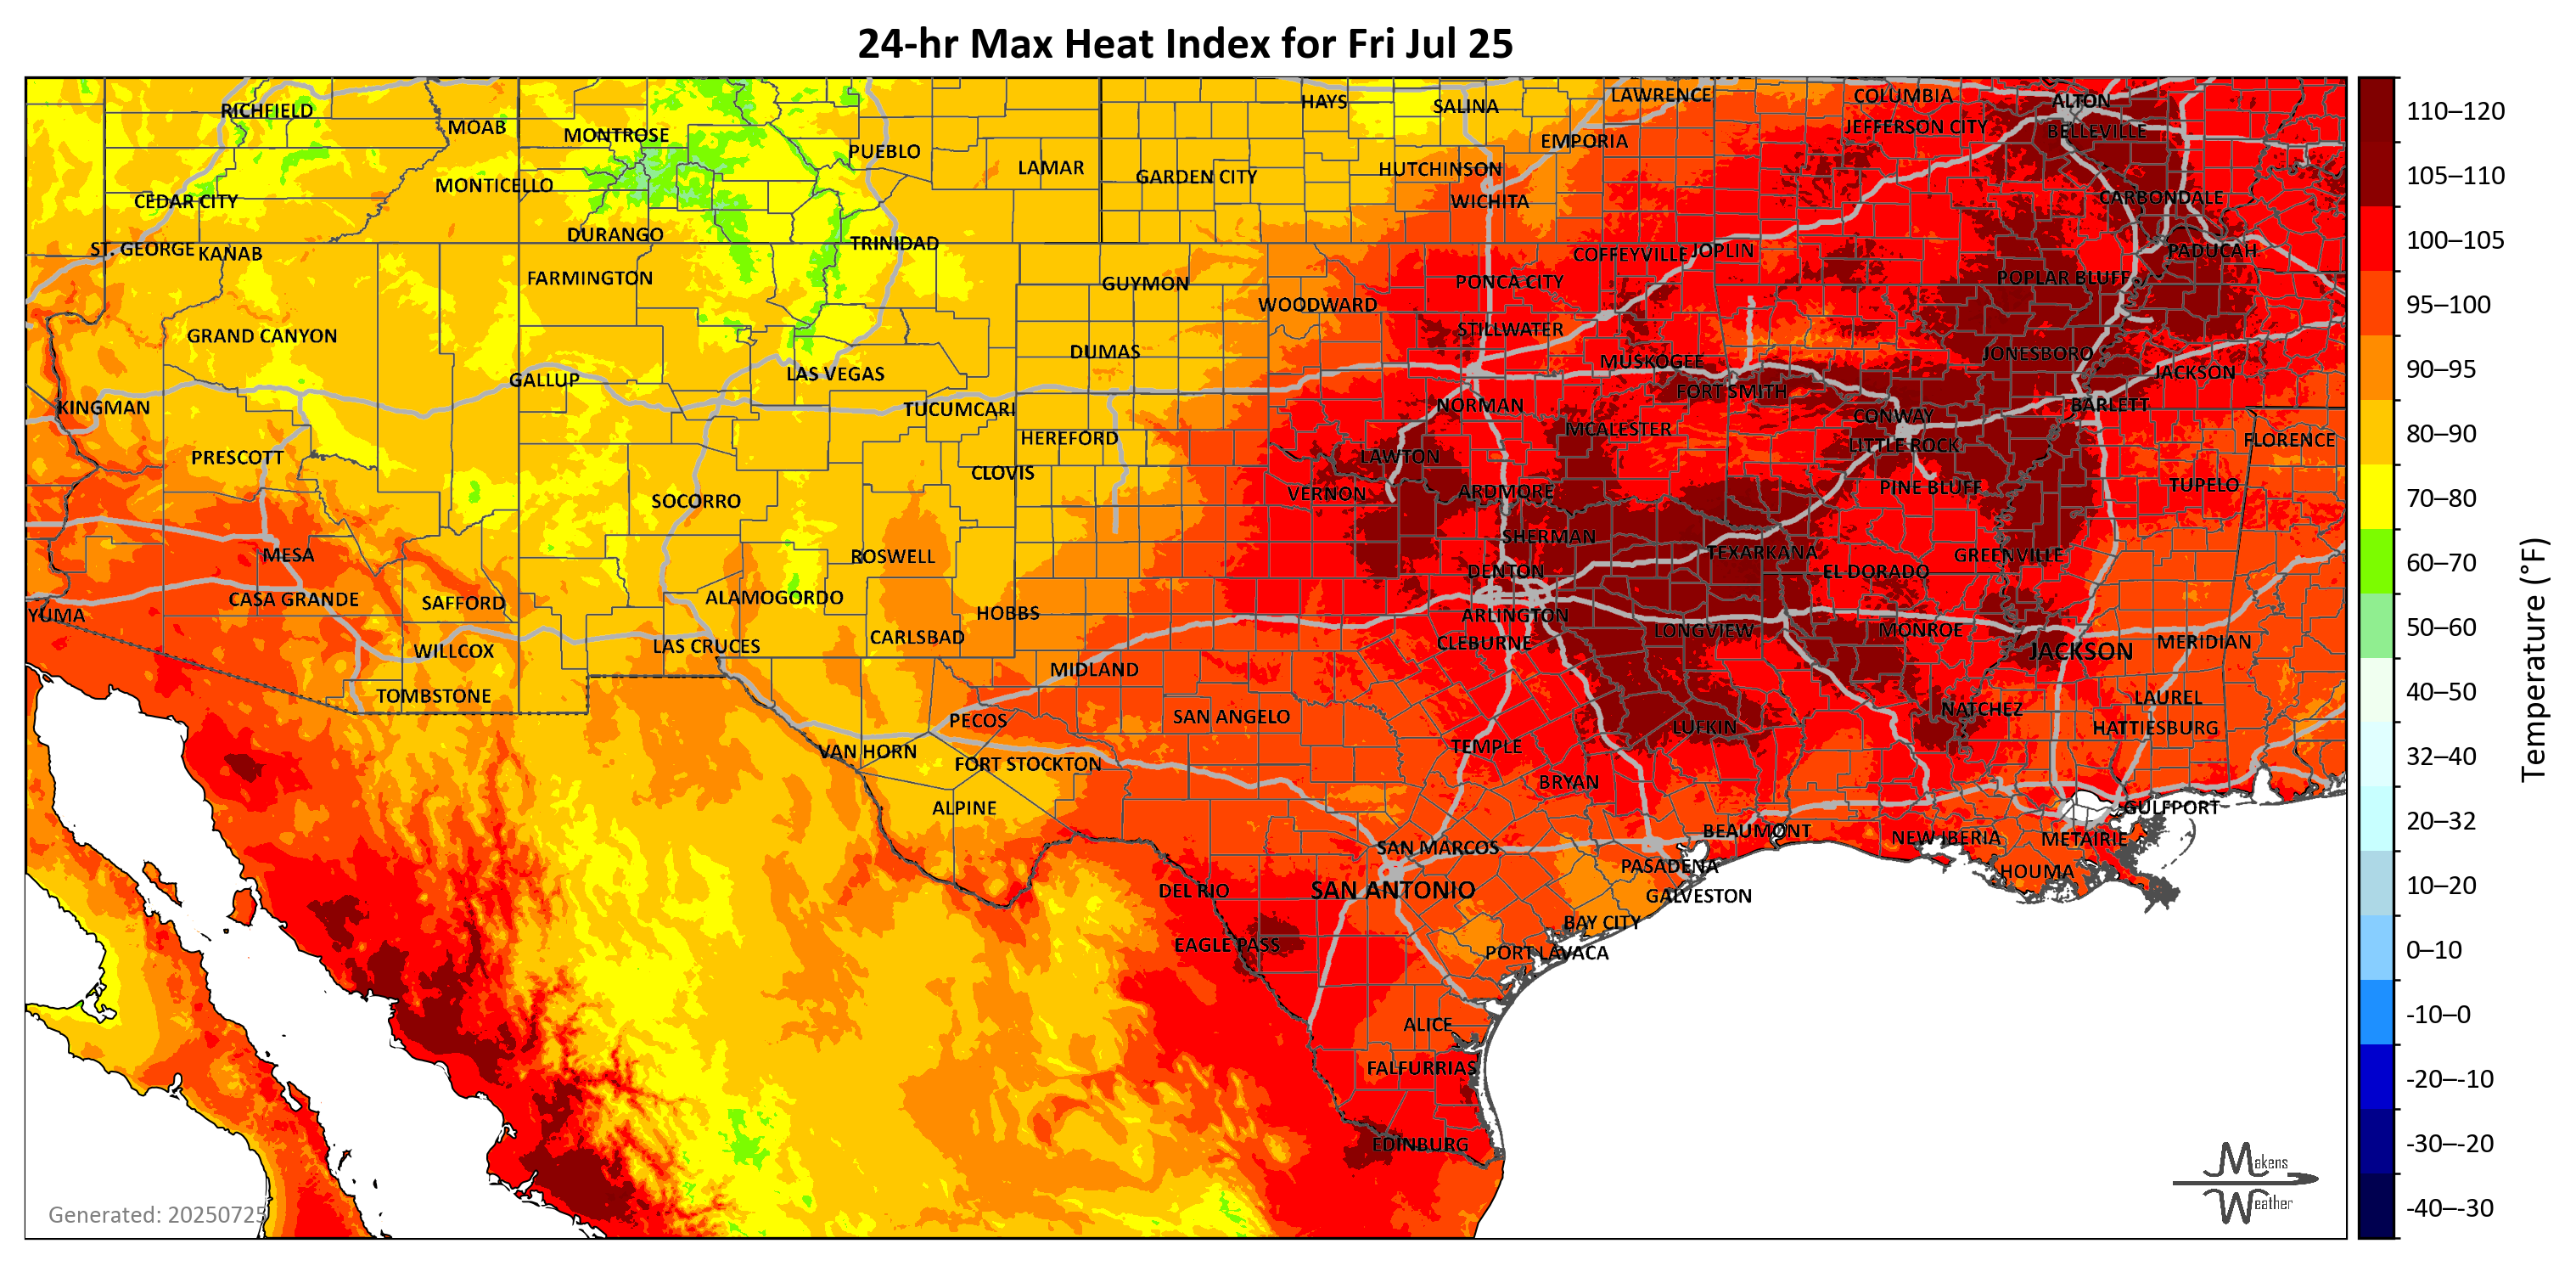 24-hr Max Heat Index for Fri Jul 25
RICHFIELD
MOAB
MONTROSE
PUEBLO
LAMAR
HAYS
SALINA
LAWRENCE
COLUMBIA
ALTON
EMPORIA
JEFFERSON CITY
BELLEVILLE
CEDAR CITY
MONTICELLO
GARDEN CITY
HUTCHINSON
WICHITA
CARBONDALE
ST. GEORGE
KANAB
DURANGO
TRINIDAD
COFFEYVILLE
JOPLIN
PADUCAH
FARMINGTON
GUYMON
WOODWARD
PONCA CITY
POPLAR BLUFF
GRAND CANYON
DUMAS
STILLWATER
MUSKOGEE
JONESBORO
GALLUP
LAS VEGAS
FORT SMITH
JACKSON
KINGMAN
TUCUMCARI
NORMAN
CONWAY
BARLETT
HEREFORD
MCALESTER
LITTLE ROCK
FLORENCE
PRESCOTT
CLOVIS
LAWTON
SOCORRO
VERNON
ARDMORE
PINE BLUFF
TUPELO
MESA
ROSWELL
SHERMAN
TEXARKANA
GREENVILLE
DENTON
EL DORADO
YUMA
CASA GRANDE
SAFFORD
ALAMOGORDO
HOBBS
ARLINGTON
WILLCOX
LAS CRUCES
CARLSBAD
CLEBURNE
LONGVIEW
MONROE
JACKSON
MERIDIAN
TOMBSTONE
MIDLAND
PECOS
SAN ANGELO
LUFKIN
NATCHEZ
LAUREL
HATTIESBURG
VAN HORN
FORT STOCKTON
TEMPLE
BRYAN
ALPINE
GULFPORT
SAN MARCOS
BEAUMONT
NEW IBERIA
METAIRIE
DEL RIO
SAN ANTONIO
PASADENA
GALVESTON
HOUMA
EAGLE PASS
BAY CITY
PORT LAVACA
ALICE
FALFURRIAS
EDINBURG
Generated: 20250725
Makens
Weather
110–120
105–110
100–105
95–100
90–95
80–90
70–80
60–70
50–60
40–50
32–40
20–32
10–20
0–10
-10–0
-20–-10
-30–-20
-40–-30
Temperature (°F)